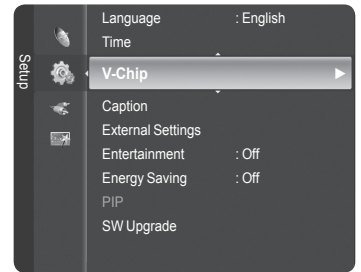 Setup
Language : English
Time
V-Chip
Caption
External Settings
Entertainment : Off
Energy Saving : Off
PIP
SW Upgrade